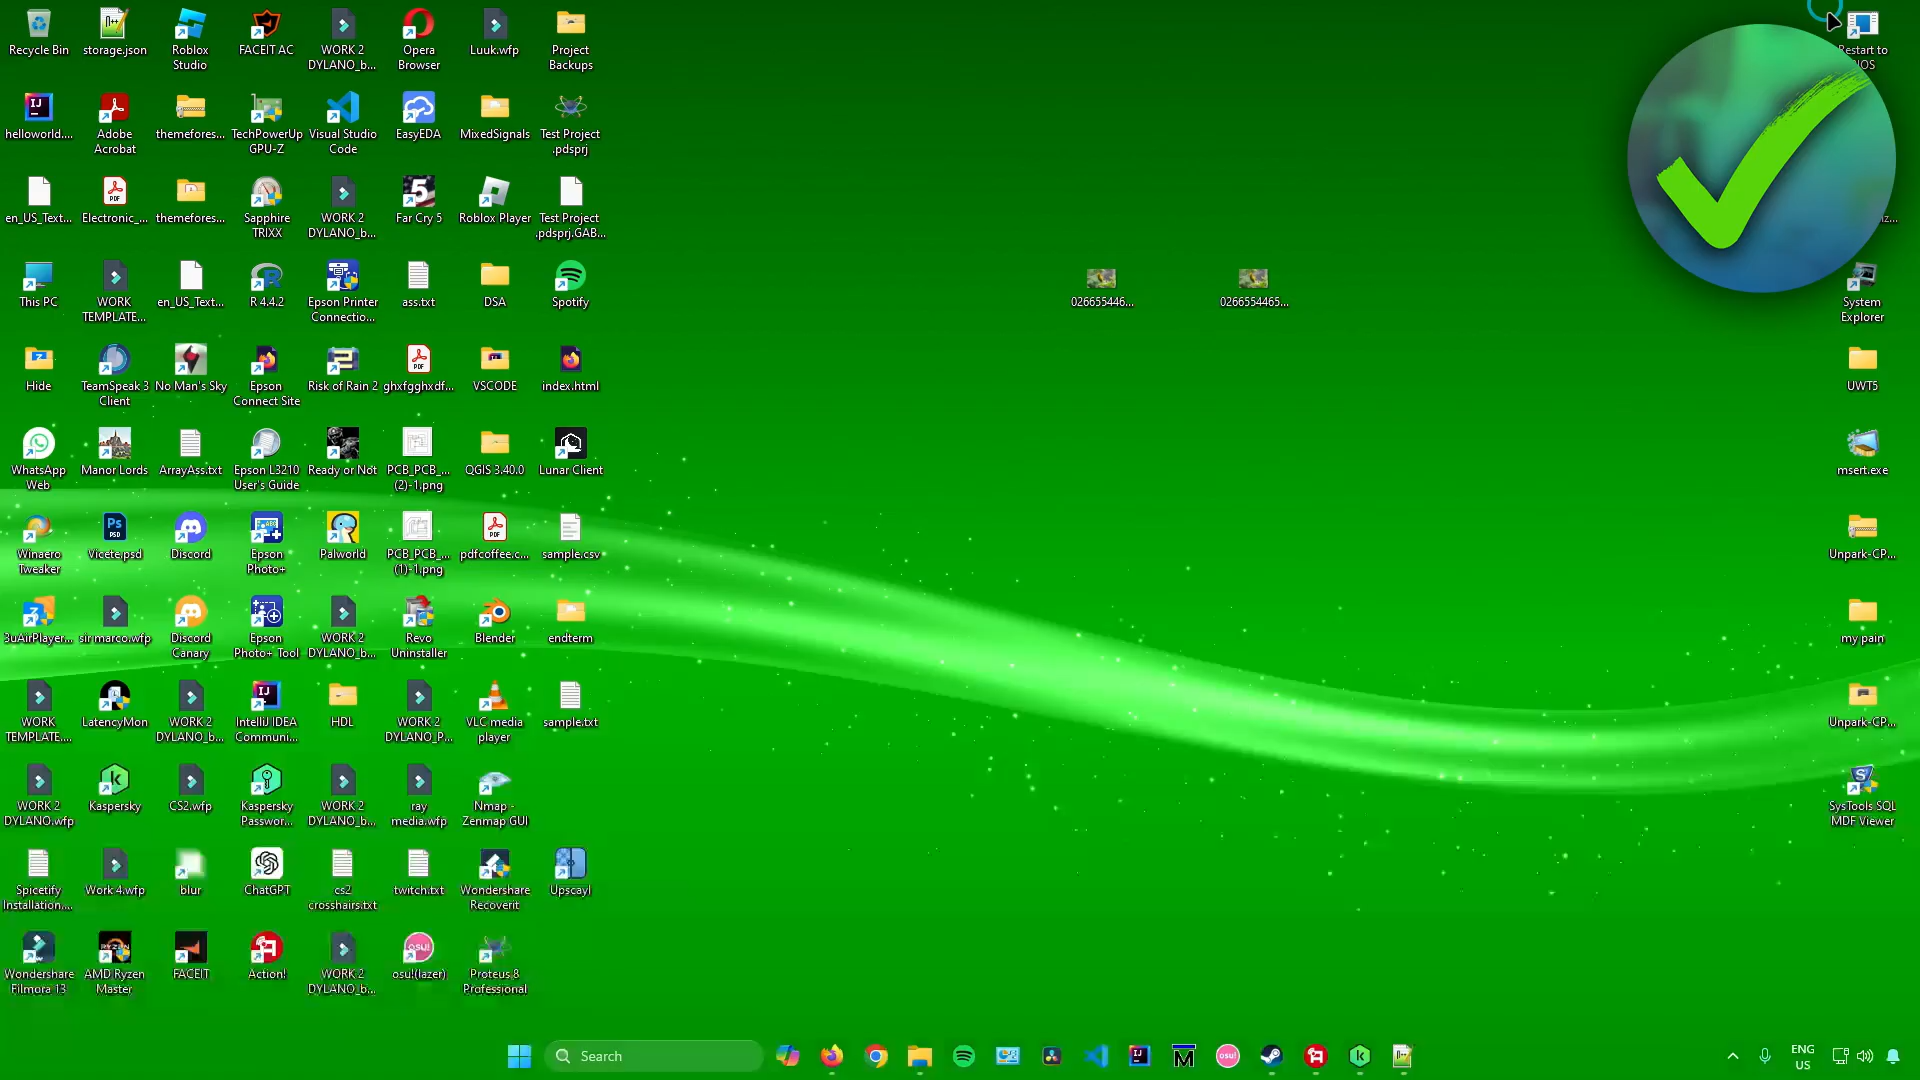 Recycle Bin
storage.json
Roblox
Studio
FACEIT AC
WORK 2
DYLANO_b...
Opera
Browser
Luuk.wfp
Project
Backups
Restart to
helloworld....
Adobe
Acrobat
themefores...
TechPowerUp
GPU-Z
Visual Studio
Code
EasyEDA
MixedSignals
Test Project
.pdsprj
en_US_Text...
Electronic_...
themefores...
Sapphire
TRIXX
WORK 2
DYLANO_b...
Far Cry 5
Roblox Player
Test Project
.pdsprj.GAB...
This PC
WORK
TEMPLATE...
en_US_Text...
R 4.4.2
Epson Printer
Connectio...
ass.txt
DSA
Spotify
026655446...
0266554465...
System
Explorer
Hide
TeamSpeak 3
Client
No Man's Sky
Epson
Connect Site
Risk of Rain 2
ghxfgghxdf...
VSCODE
index.html
UWT5
WhatsApp
Web
Manor Lords
ArrayAss.txt
Epson L3210
User's Guide
Ready or Not
PCB_PCB_...
(2)-1.png
QGIS 3.40.0
Lunar Client
msert.exe
Winaero
Tweaker
Vicete.psd
Discord
Epson
Photo+
Palworld
PCB_PCB_...
(1)-1.png
pdfcoffee.c...
sample.csv
Unpark-CP...
3uAirPlayer...
sir marco.wfp
Discord
Canary
Epson
Photo+ Tool
WORK 2
DYLANO_b...
Revo
Uninstaller
Blender
endterm
my pain
WORK
TEMPLATE....
LatencyMon
WORK 2
DYLANO_b...
IntelliJ IDEA
Communi...
HDL
WORK 2
DYLANO_P...
VLC media
player
sample.txt
Unpark-CP...
WORK 2
DYLANO.wfp
Kaspersky
CS2.wfp
Kaspersky
Passwor...
WORK 2
DYLANO_b...
ray
media.wfp
Nmap -
Zenmap GUI
SysTools SQL
MDF Viewer
Spicetify
Installation....
Work 4.wfp
blur
ChatGPT
cs2
crosshairs.txt
twitch.txt
Wondershare
Recoverit
Upscayl
Wondershare
Filmora 13
AMD Ryzen
Master
FACEIT
Action!
WORK 2
DYLANO_b...
osu!(lazer)
Proteus 8
Professional
Search
ENG
US